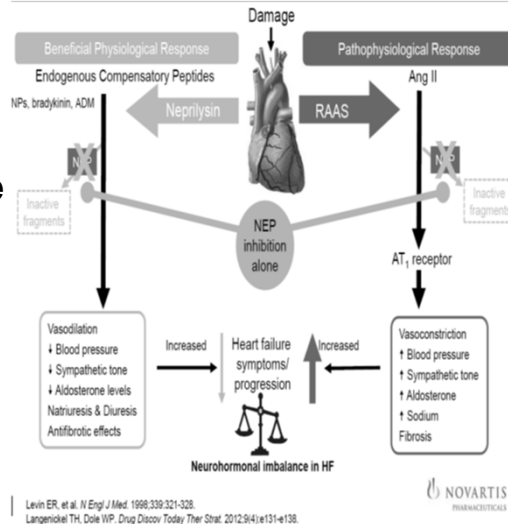 Damage
Beneficial Physiological Response
Pathophysiological Response
Endogenous Compensatory Peptides
Ang II
NPs, bradykinin, ADM
Neprilysin
RAAS
e
Inactive
fragments
Inactive
fragments
NEP
inhibition
alone
AT1 receptor
Vasodilation
↓ Blood pressure
↓ Sympathetic tone
↓ Aldosterone levels
Natriuresis & Diuresis
Antifibrotic effects
Increased
Heart failure
symptoms/
progression
Increased
Vasoconstriction
↑ Blood pressure
↑ Sympathetic tone
↑ Aldosterone
↑ Sodium
Fibrosis
Neurohormonal imbalance in HF
NOVARTIS
PHARMACEUTICALS
Levin ER, et al. N Engl J Med. 1998;339:321-328.
Langenickel TH, Dole WP. Drug Discov Today Ther Strat. 2012;9(4):e131-e138.